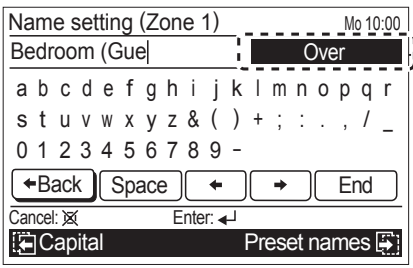 Name setting (Zone 1) Mo 10:00
Bedroom (Gue Over
a b c d e f g h i j k l m n o p q r
s t u v w x y z & ( ) + ; : . , / _
0 1 2 3 4 5 6 7 8 9 -
←Back Space ← → End
Cancel: Enter: ↵
Capital Preset names